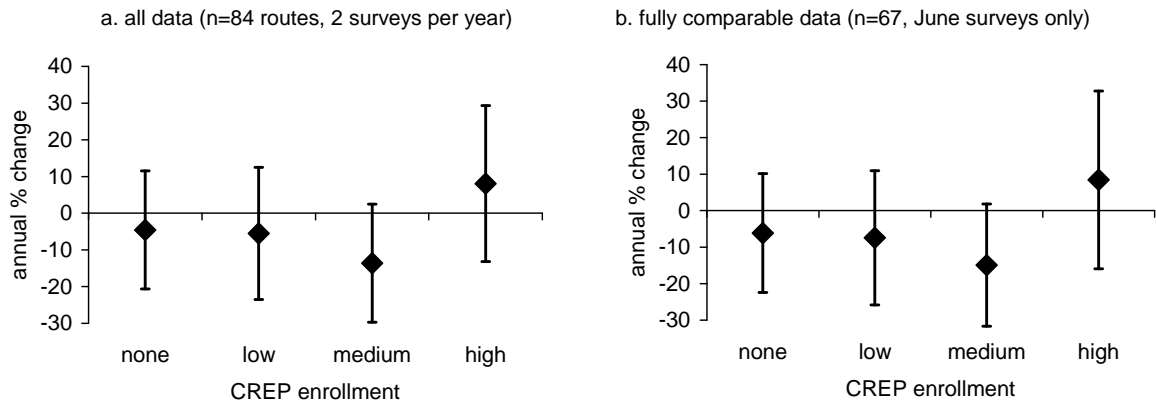 a. all data (n=84 routes, 2 surveys per year)
40
30
20
10
0
-10
-20
-30
annual % change
none low medium high
CREP enrollment
b. fully comparable data (n=67, June surveys only)
40
30
20
10
0
-10
-20
-30
annual % change
none low medium high
CREP enrollment